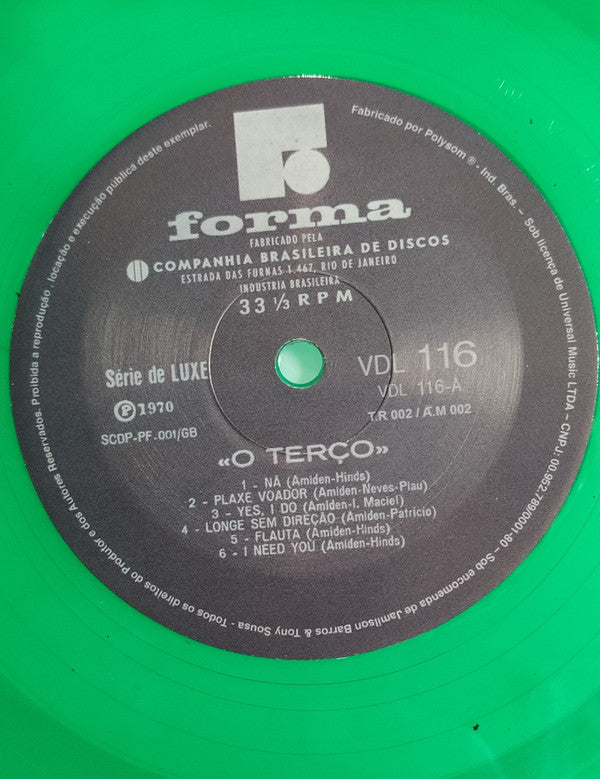 forma
FABRICADO PELA
COMPANHIA BRASILEIRA DE DISCOS
ESTRADA DAS FURNAS 1.467, RIO DE JANEIRO
INDUSTRIA BRASILEIRA
33 1/3 RPM
Série de LUXE
Ⓟ 1970
SCDP-PF.001/GB
VDL 116
VDL 116-A
T.R 002 / A.M 002
«O TERÇO»
1 - NÃ (Amiden-Hinds)
2 - PLAXE VOADOR (Amiden-Neves-Plau)
3 - YES, I DO (Amiden-I. Maciel)
4 - LONGE SEM DIREÇÃO (Amiden-Patricio)
5 - FLAUTA (Amiden-Hinds)
6 - I NEED YOU (Amiden-Hinds)
Fabricado por Polysom ® - Ind. Bras. - Sob licença de Universal Music LTDA ~ CNPJ: 00.952.789/0001-80 ~ Sob encomenda de Jamilson Barros & Tony Sousa - Todos os direitos do Produtor e dos Autores Reservados. Proibida a reprodução, locação e execução pública deste exemplar.